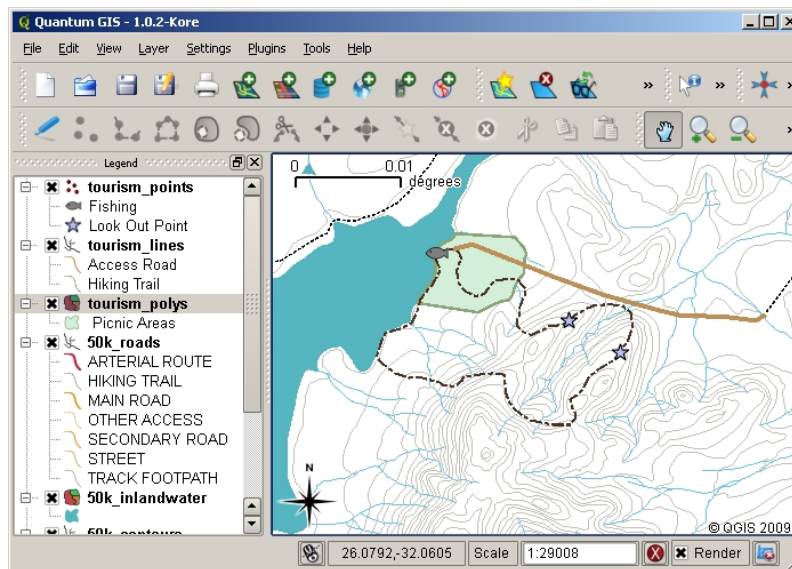 Quantum GIS - 1.0.2-Kore
File Edit View Layer Settings Plugins Tools Help
»
»
»
»
Legend
tourism_points
Fishing
Look Out Point
tourism_lines
Access Road
Hiking Trail
tourism_polys
Picnic Areas
50k_roads
ARTERIAL ROUTE
HIKING TRAIL
MAIN ROAD
OTHER ACCESS
SECONDARY ROAD
STREET
TRACK FOOTPATH
50k_inlandwater
50k_contours
0 0.01
dégrees
N
© QGIS 2009
26.0792,-32.0605 Scale 1:29008 Render